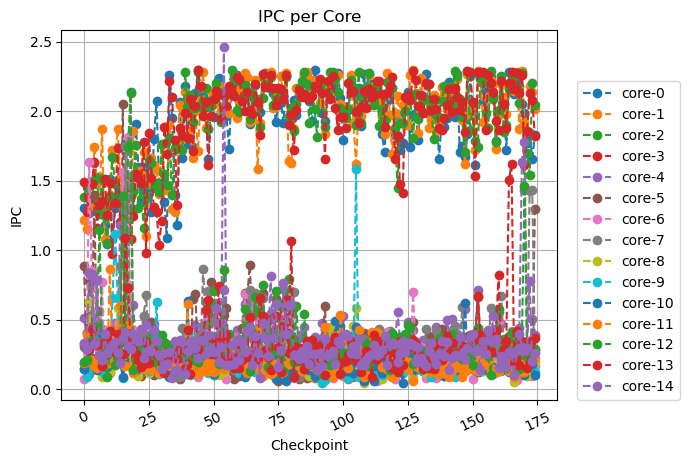 IPC per Core
IPC
2.5
2.0
1.5
1.0
0.5
0.0
0
25
50
75
100
125
150
175
Checkpoint
core-0
core-1
core-2
core-3
core-4
core-5
core-6
core-7
core-8
core-9
core-10
core-11
core-12
core-13
core-14